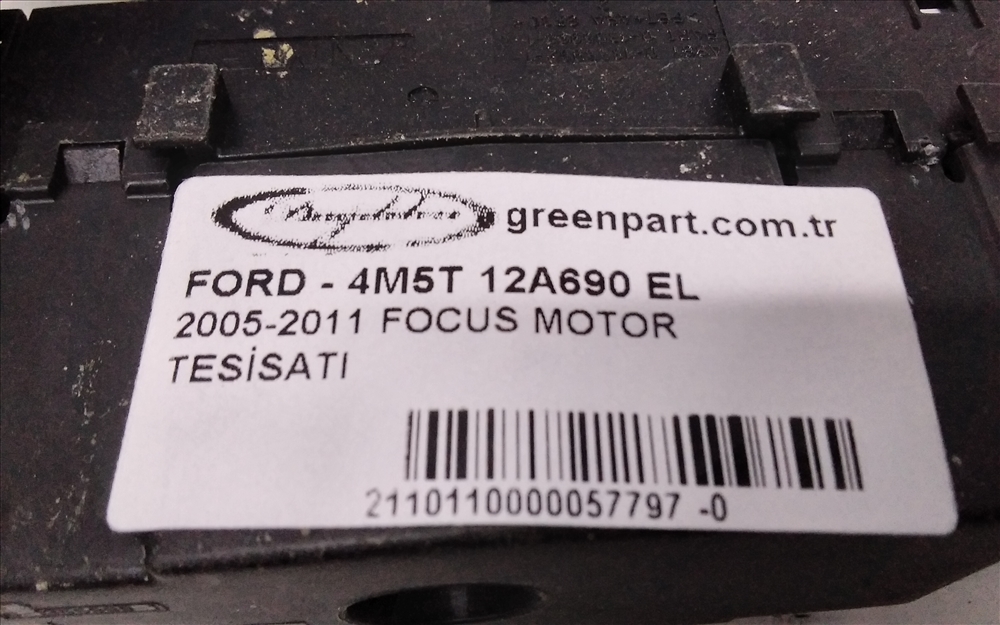 greenpart.com.tr
FORD - 4M5T 12A690 EL
2005-2011 FOCUS MOTOR
TESİSATI
2110110000057797 -0